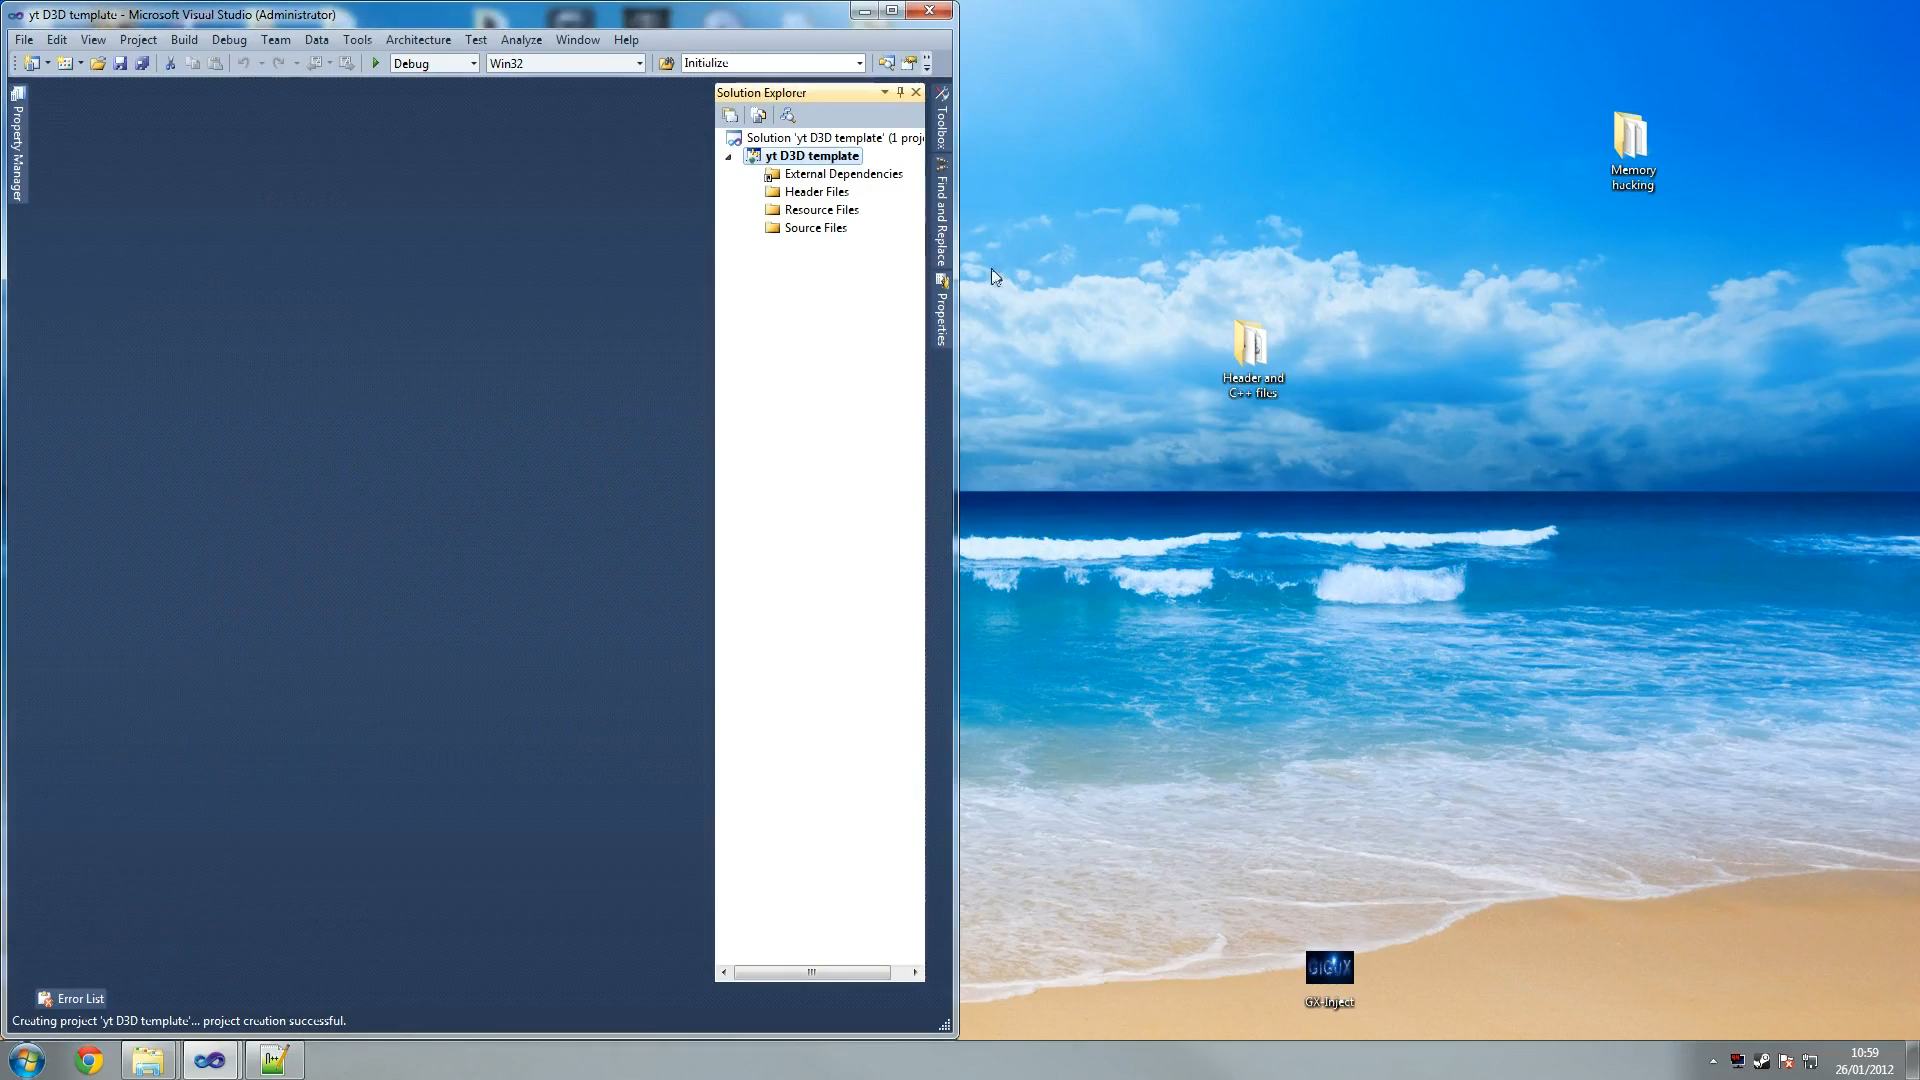 yt D3D template - Microsoft Visual Studio (Administrator)
File Edit View Project Build Debug Team Data Tools Architecture Test Analyze Window Help
Debug Win32 Initialize
Property Manager
Solution Explorer
Solution 'yt D3D template' (1 proje
yt D3D template
External Dependencies
Header Files
Resource Files
Source Files
Toolbox
Find and Replace
Properties
Memory
hacking
Header and
C++ files
GX-Inject
Error List
Creating project 'yt D3D template'... project creation successful.
10:59
26/01/2012